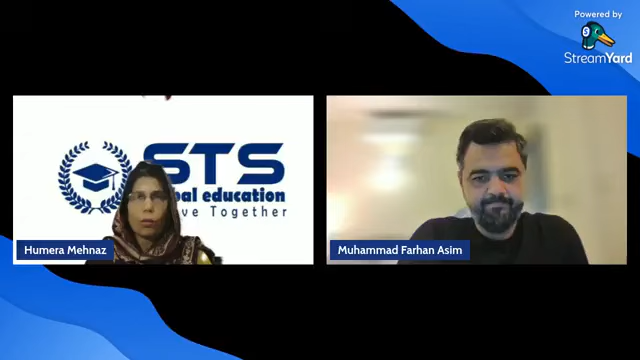 Powered by
StreamYard
STS
bal education
ve Together
Humera Mehnaz
Muhammad Farhan Asim